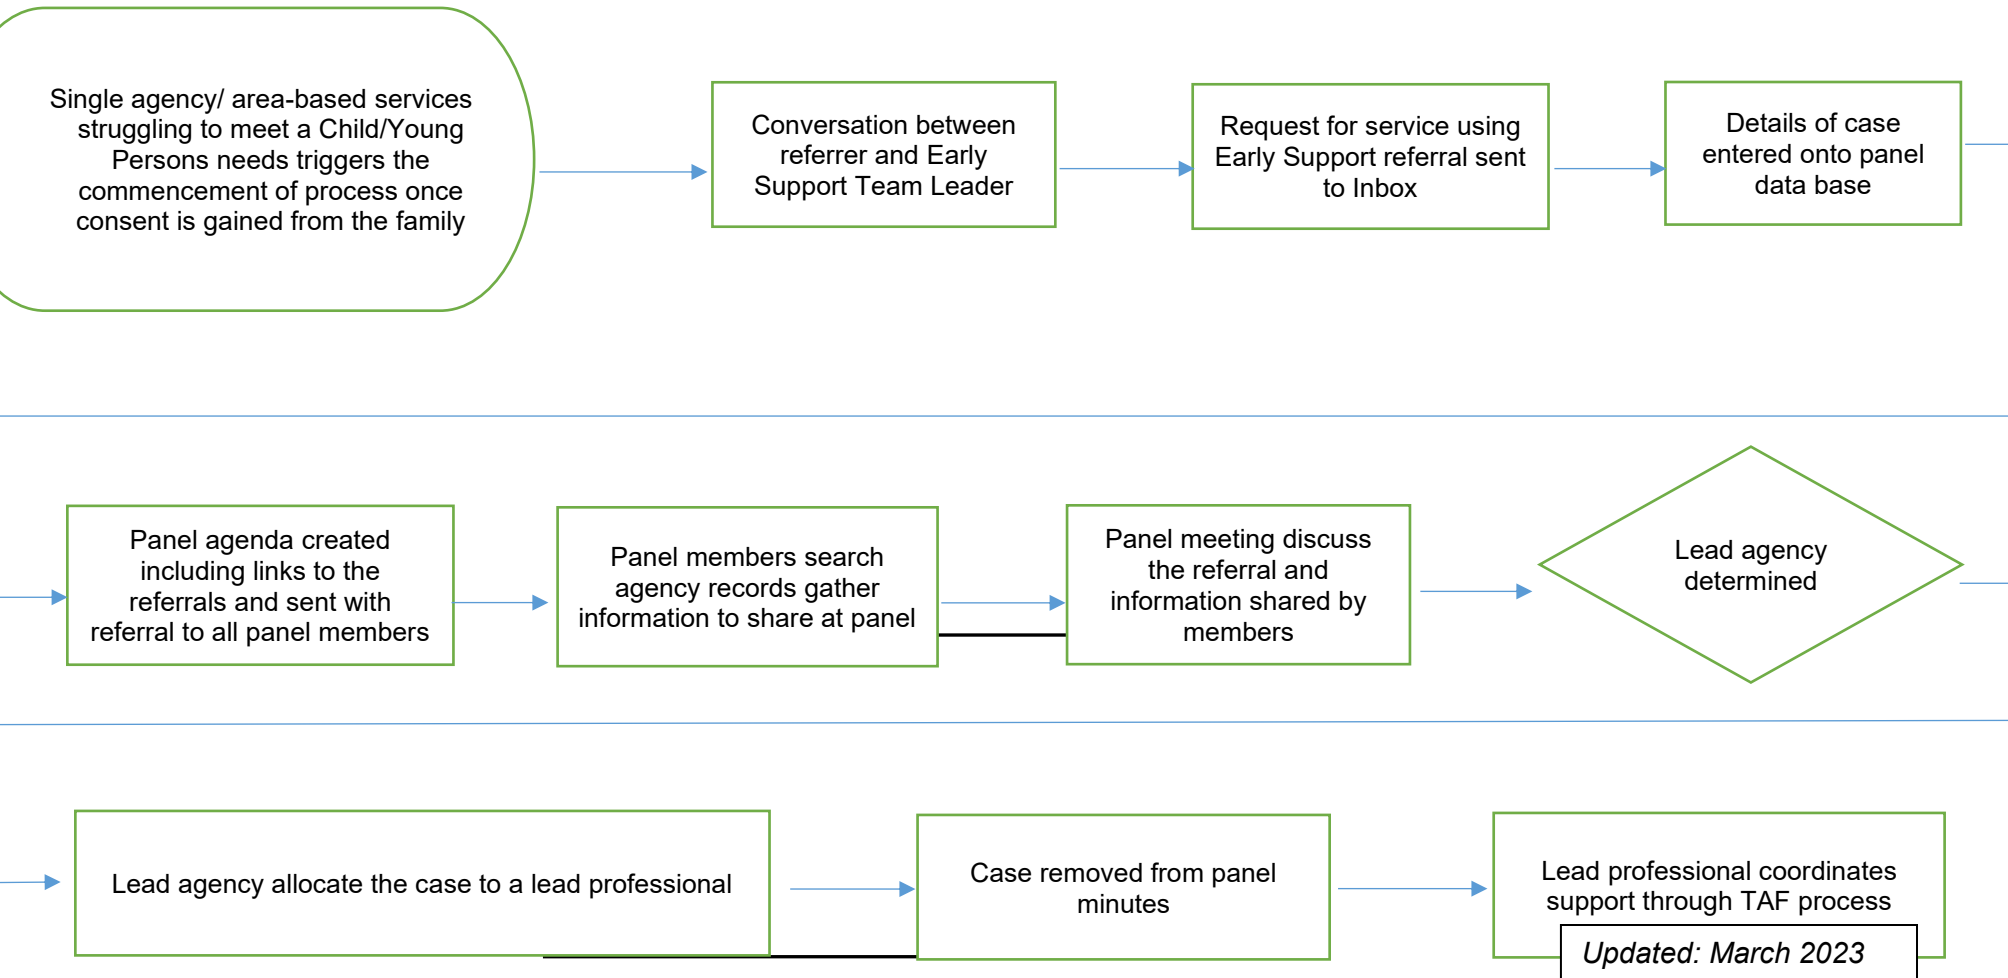 Single agency/ area-based services
struggling to meet a Child/Young
Persons needs triggers the
commencement of process once
consent is gained from the family
Conversation between
referrer and Early
Support Team Leader
Request for service using
Early Support referral sent
to Inbox
Details of case
entered onto panel
data base
Panel agenda created
including links to the
referrals and sent with
referral to all panel members
Panel members search
agency records gather
information to share at panel
Panel meeting discuss
the referral and
information shared by
members
Lead agency
determined
Lead agency allocate the case to a lead professional
Case removed from panel
minutes
Lead professional coordinates
support through TAF process
Updated: March 2023